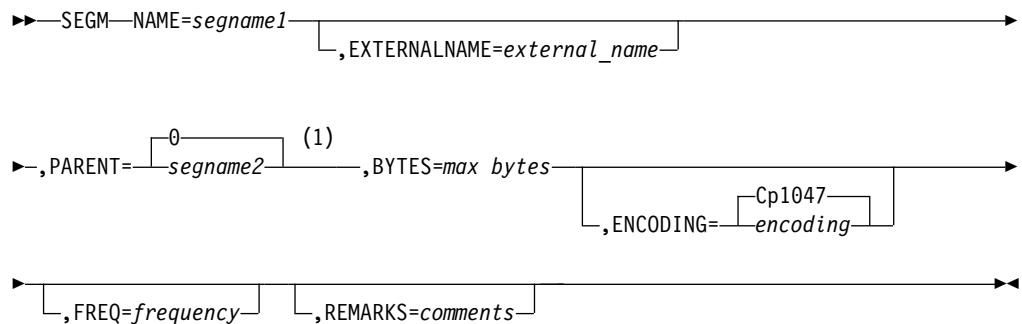 SEGM NAME=segname1
,EXTERNALNAME=external_name
0 (1)
,PARENT= segname2 ,BYTES=max bytes
Cp1047
,ENCODING= encoding
,FREQ=frequency ,REMARKS=comments